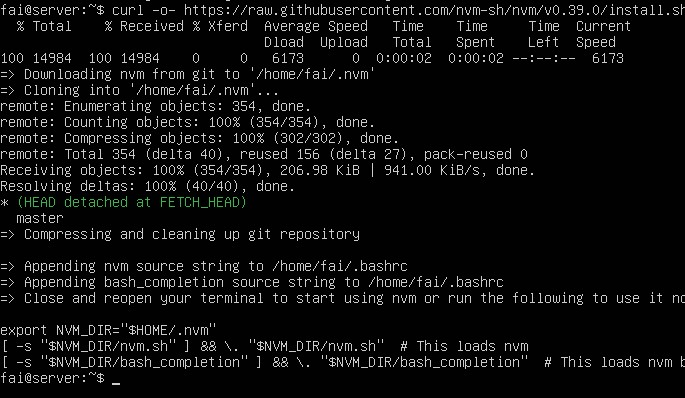 fai@server:~$ curl -o- https://raw.githubusercontent.com/nvm-sh/nvm/v0.39.0/install.sh
% Total % Received % Xferd Average Speed Time Time Time Current
Dload Upload Total Spent Left Speed
100 14984 100 14984 0 0 6173 0 0:00:02 0:00:02 --:--:-- 6173
=> Downloading nvm from git to '/home/fai/.nvm'
=> Cloning into '/home/fai/.nvm'...
remote: Enumerating objects: 354, done.
remote: Counting objects: 100% (354/354), done.
remote: Compressing objects: 100% (302/302), done.
remote: Total 354 (delta 40), reused 156 (delta 27), pack-reused 0
Receiving objects: 100% (354/354), 206.98 KiB | 941.00 KiB/s, done.
Resolving deltas: 100% (40/40), done.
* (HEAD detached at FETCH_HEAD)
master
=> Compressing and cleaning up git repository
=> Appending nvm source string to /home/fai/.bashrc
=> Appending bash_completion source string to /home/fai/.bashrc
=> Close and reopen your terminal to start using nvm or run the following to use it no
export NVM_DIR="$HOME/.nvm"
[ -s "$NVM_DIR/nvm.sh" ] && \. "$NVM_DIR/nvm.sh" # This loads nvm
[ -s "$NVM_DIR/bash_completion" ] && \. "$NVM_DIR/bash_completion" # This loads nvm b
fai@server:~$ _